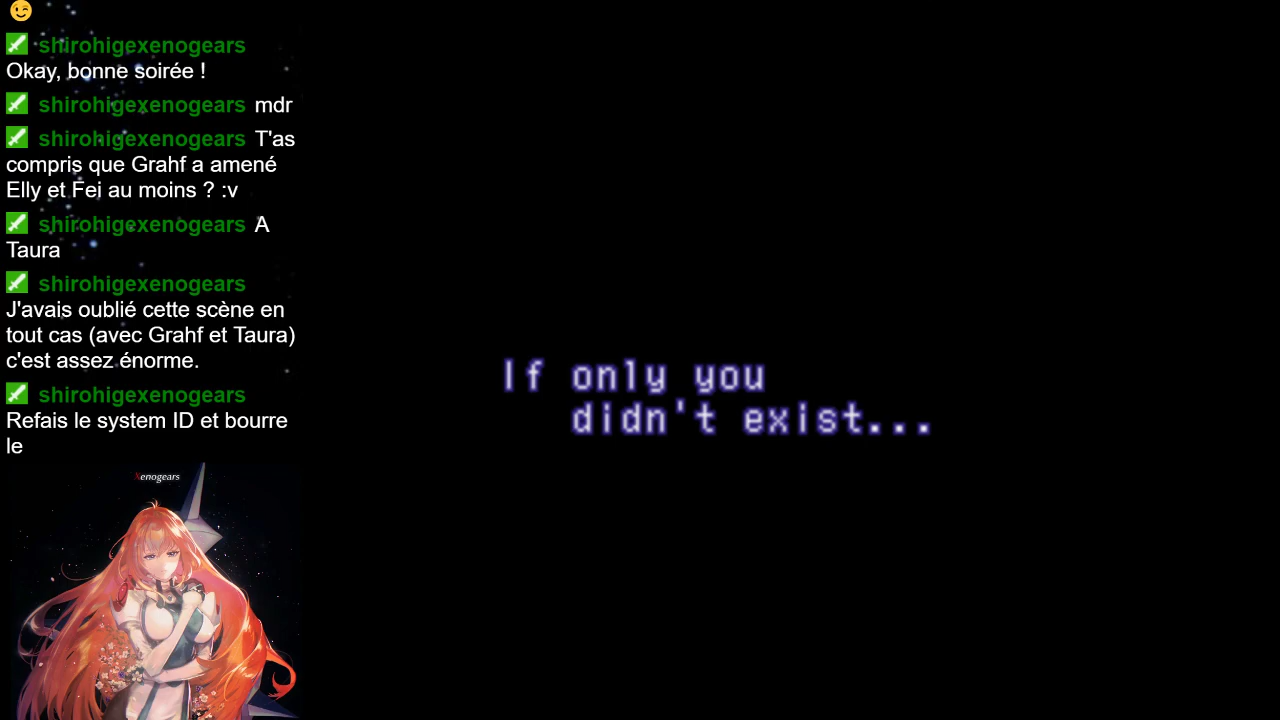 shirohigexenogears
Okay, bonne soirée !
shirohigexenogears mdr
shirohigexenogears T'as
compris que Grahf a amené
Elly et Fei au moins ? :v
shirohigexenogears A
Taura
shirohigexenogears
J'avais oublié cette scène en
tout cas (avec Grahf et Taura)
c'est assez énorme.
shirohigexenogears
Refais le system ID et bourre
le
Xenogears
If only you
didn't exist...